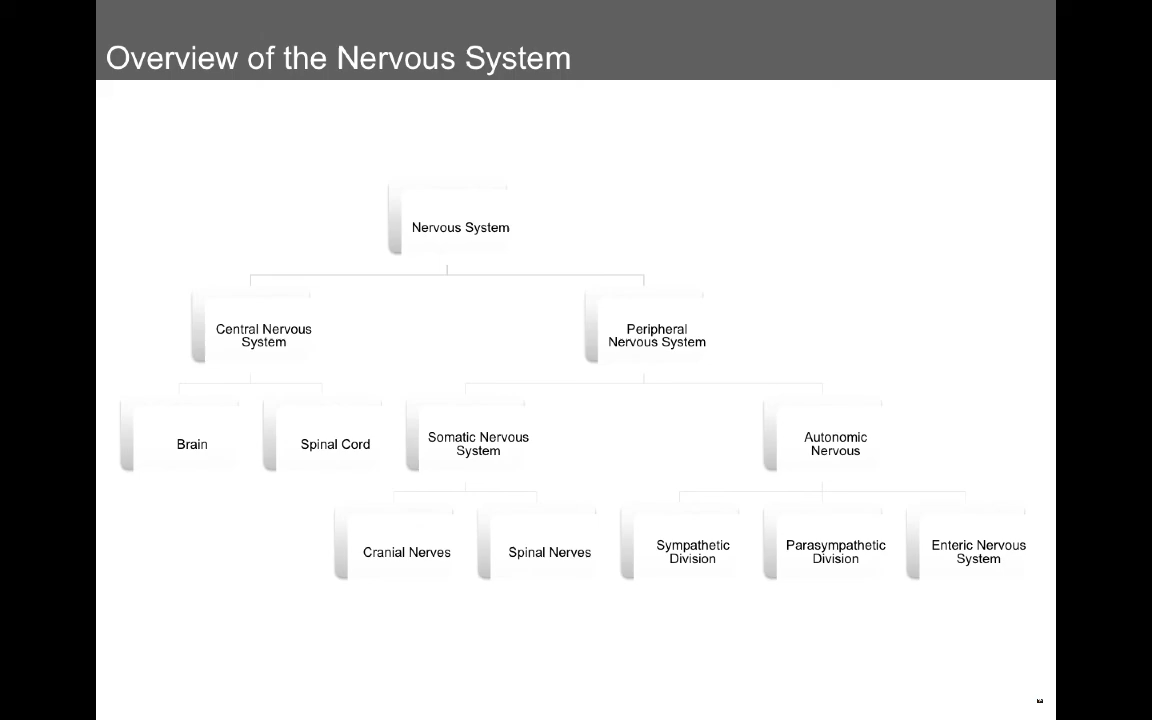 Overview of the Nervous System
Nervous System
Central Nervous
System
Peripheral
Nervous System
Brain
Spinal Cord
Somatic Nervous
System
Autonomic
Nervous
Cranial Nerves
Spinal Nerves
Sympathetic
Division
Parasympathetic
Division
Enteric Nervous
System